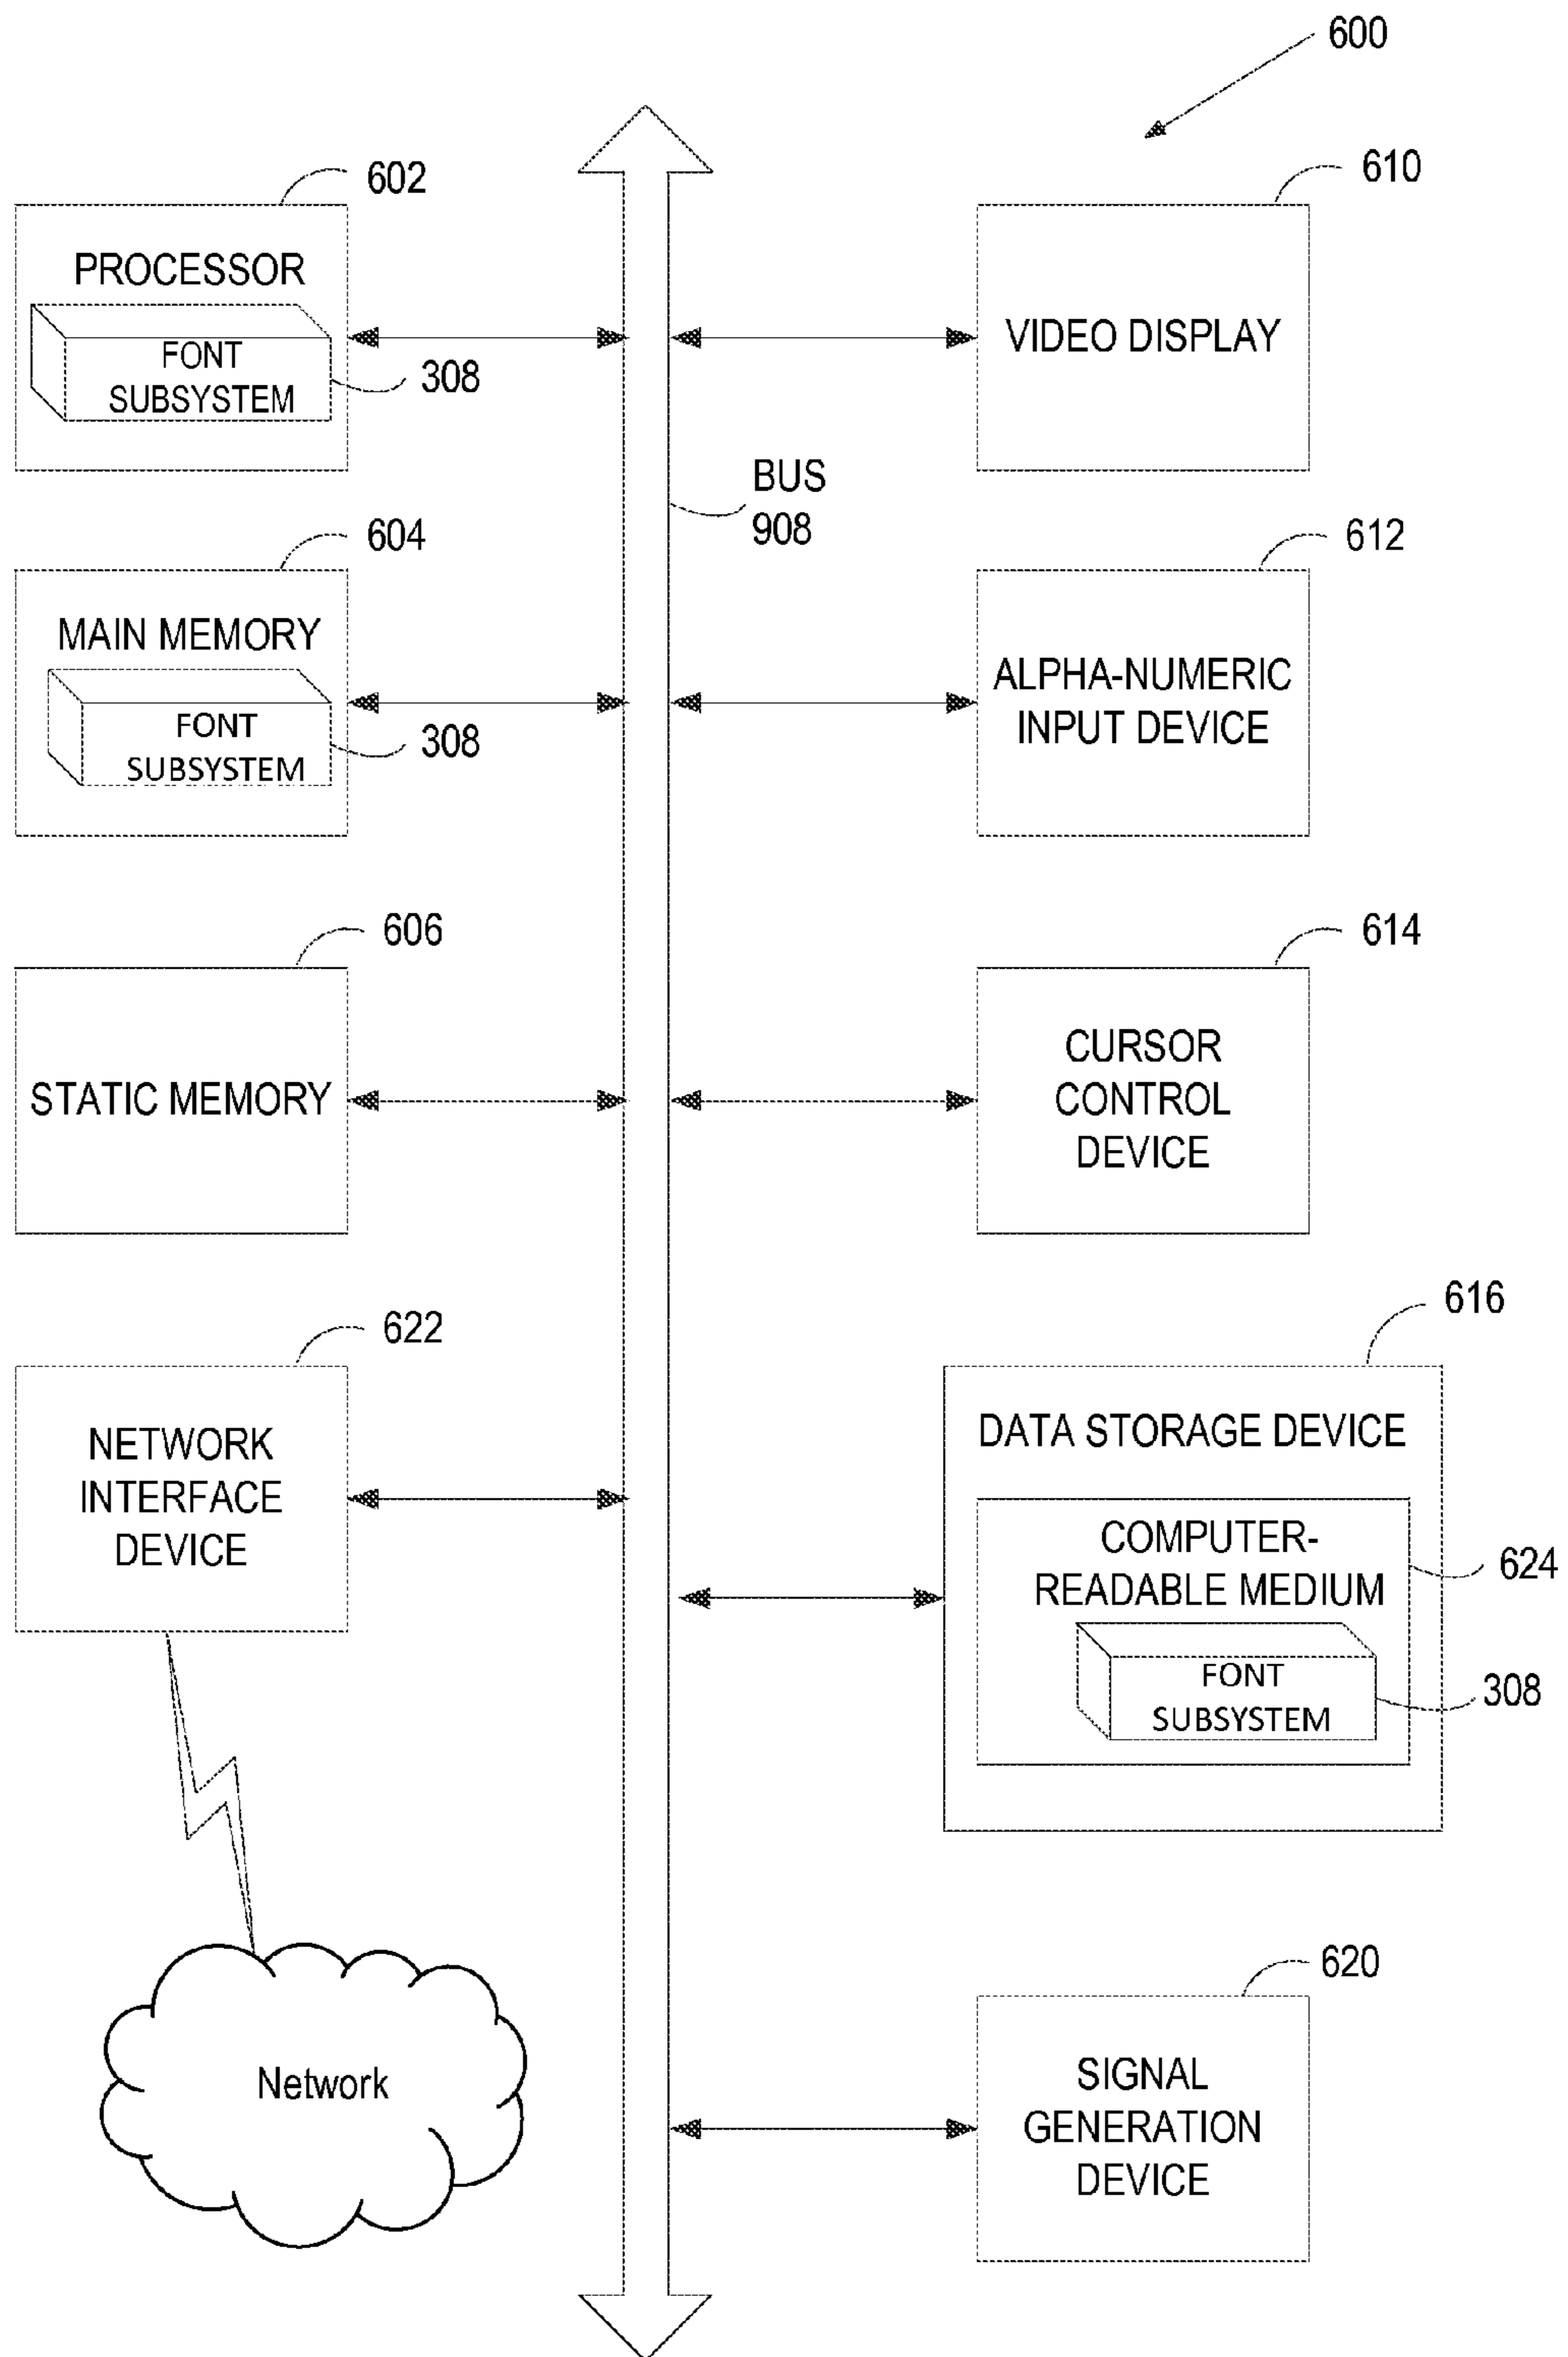 600
602
610
PROCESSOR
FONT
SUBSYSTEM
308
VIDEO DISPLAY
BUS
908
604
612
MAIN MEMORY
FONT
SUBSYSTEM
308
ALPHA-NUMERIC
INPUT DEVICE
606
614
STATIC MEMORY
CURSOR
CONTROL
DEVICE
622
616
NETWORK
INTERFACE
DEVICE
DATA STORAGE DEVICE
COMPUTER-
READABLE MEDIUM
624
FONT
SUBSYSTEM
308
Network
620
SIGNAL
GENERATION
DEVICE